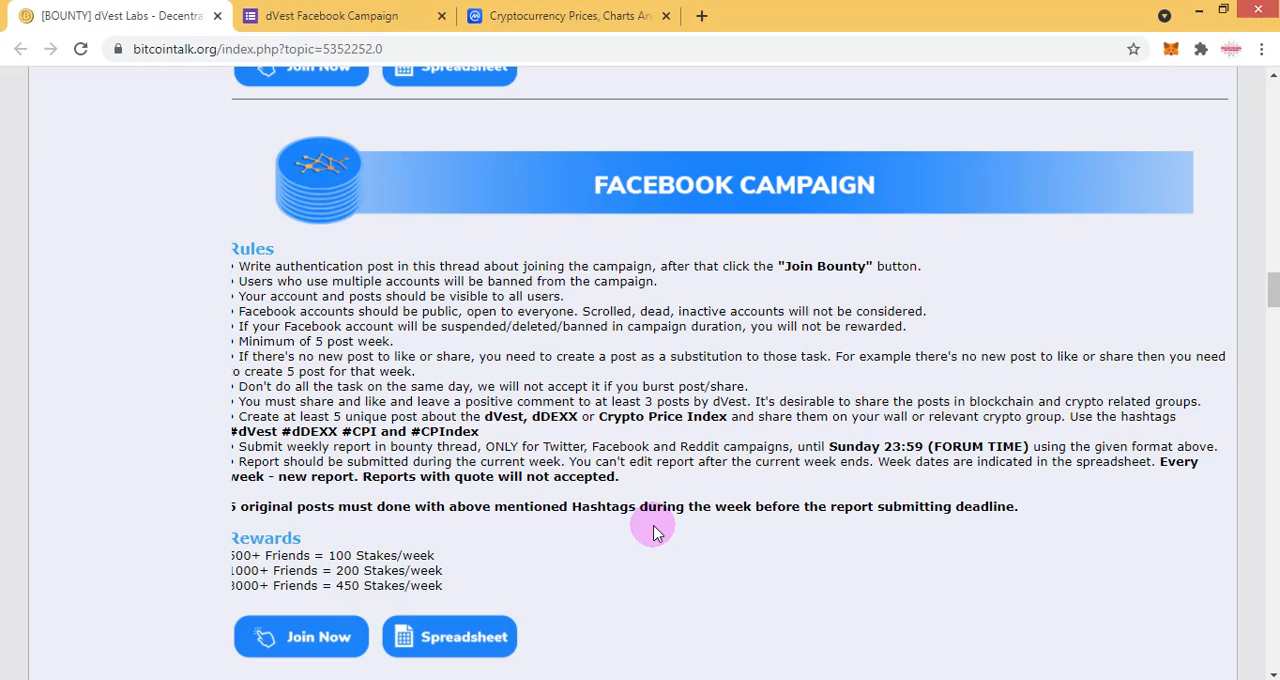 [BOUNTY] dVest Labs - Decentra
dVest Facebook Campaign
Cryptocurrency Prices, Charts An
bitcointalk.org/index.php?topic=5352252.0
Join Now
Spreadsheet
FACEBOOK CAMPAIGN
Rules
• Write authentication post in this thread about joining the campaign, after that click the "Join Bounty" button.
• Users who use multiple accounts will be banned from the campaign.
• Your account and posts should be visible to all users.
• Facebook accounts should be public, open to everyone. Scrolled, dead, inactive accounts will not be considered.
• If your Facebook account will be suspended/deleted/banned in campaign duration, you will not be rewarded.
• Minimum of 5 post week.
• If there's no new post to like or share, you need to create a post as a substitution to those task. For example there's no new post to like or share then you need
o create 5 post for that week.
• Don't do all the task on the same day, we will not accept it if you burst post/share.
• You must share and like and leave a positive comment to at least 3 posts by dVest. It's desirable to share the posts in blockchain and crypto related groups.
• Create at least 5 unique post about the dVest, dDEXX or Crypto Price Index and share them on your wall or relevant crypto group. Use the hashtags
#dVest #dDEXX #CPI and #CPIndex
• Submit weekly report in bounty thread, ONLY for Twitter, Facebook and Reddit campaigns, until Sunday 23:59 (FORUM TIME) using the given format above.
• Report should be submitted during the current week. You can't edit report after the current week ends. Week dates are indicated in the spreadsheet. Every
week - new report. Reports with quote will not accepted.
5 original posts must done with above mentioned Hashtags during the week before the report submitting deadline.
Rewards
500+ Friends = 100 Stakes/week
1000+ Friends = 200 Stakes/week
3000+ Friends = 450 Stakes/week
Join Now
Spreadsheet